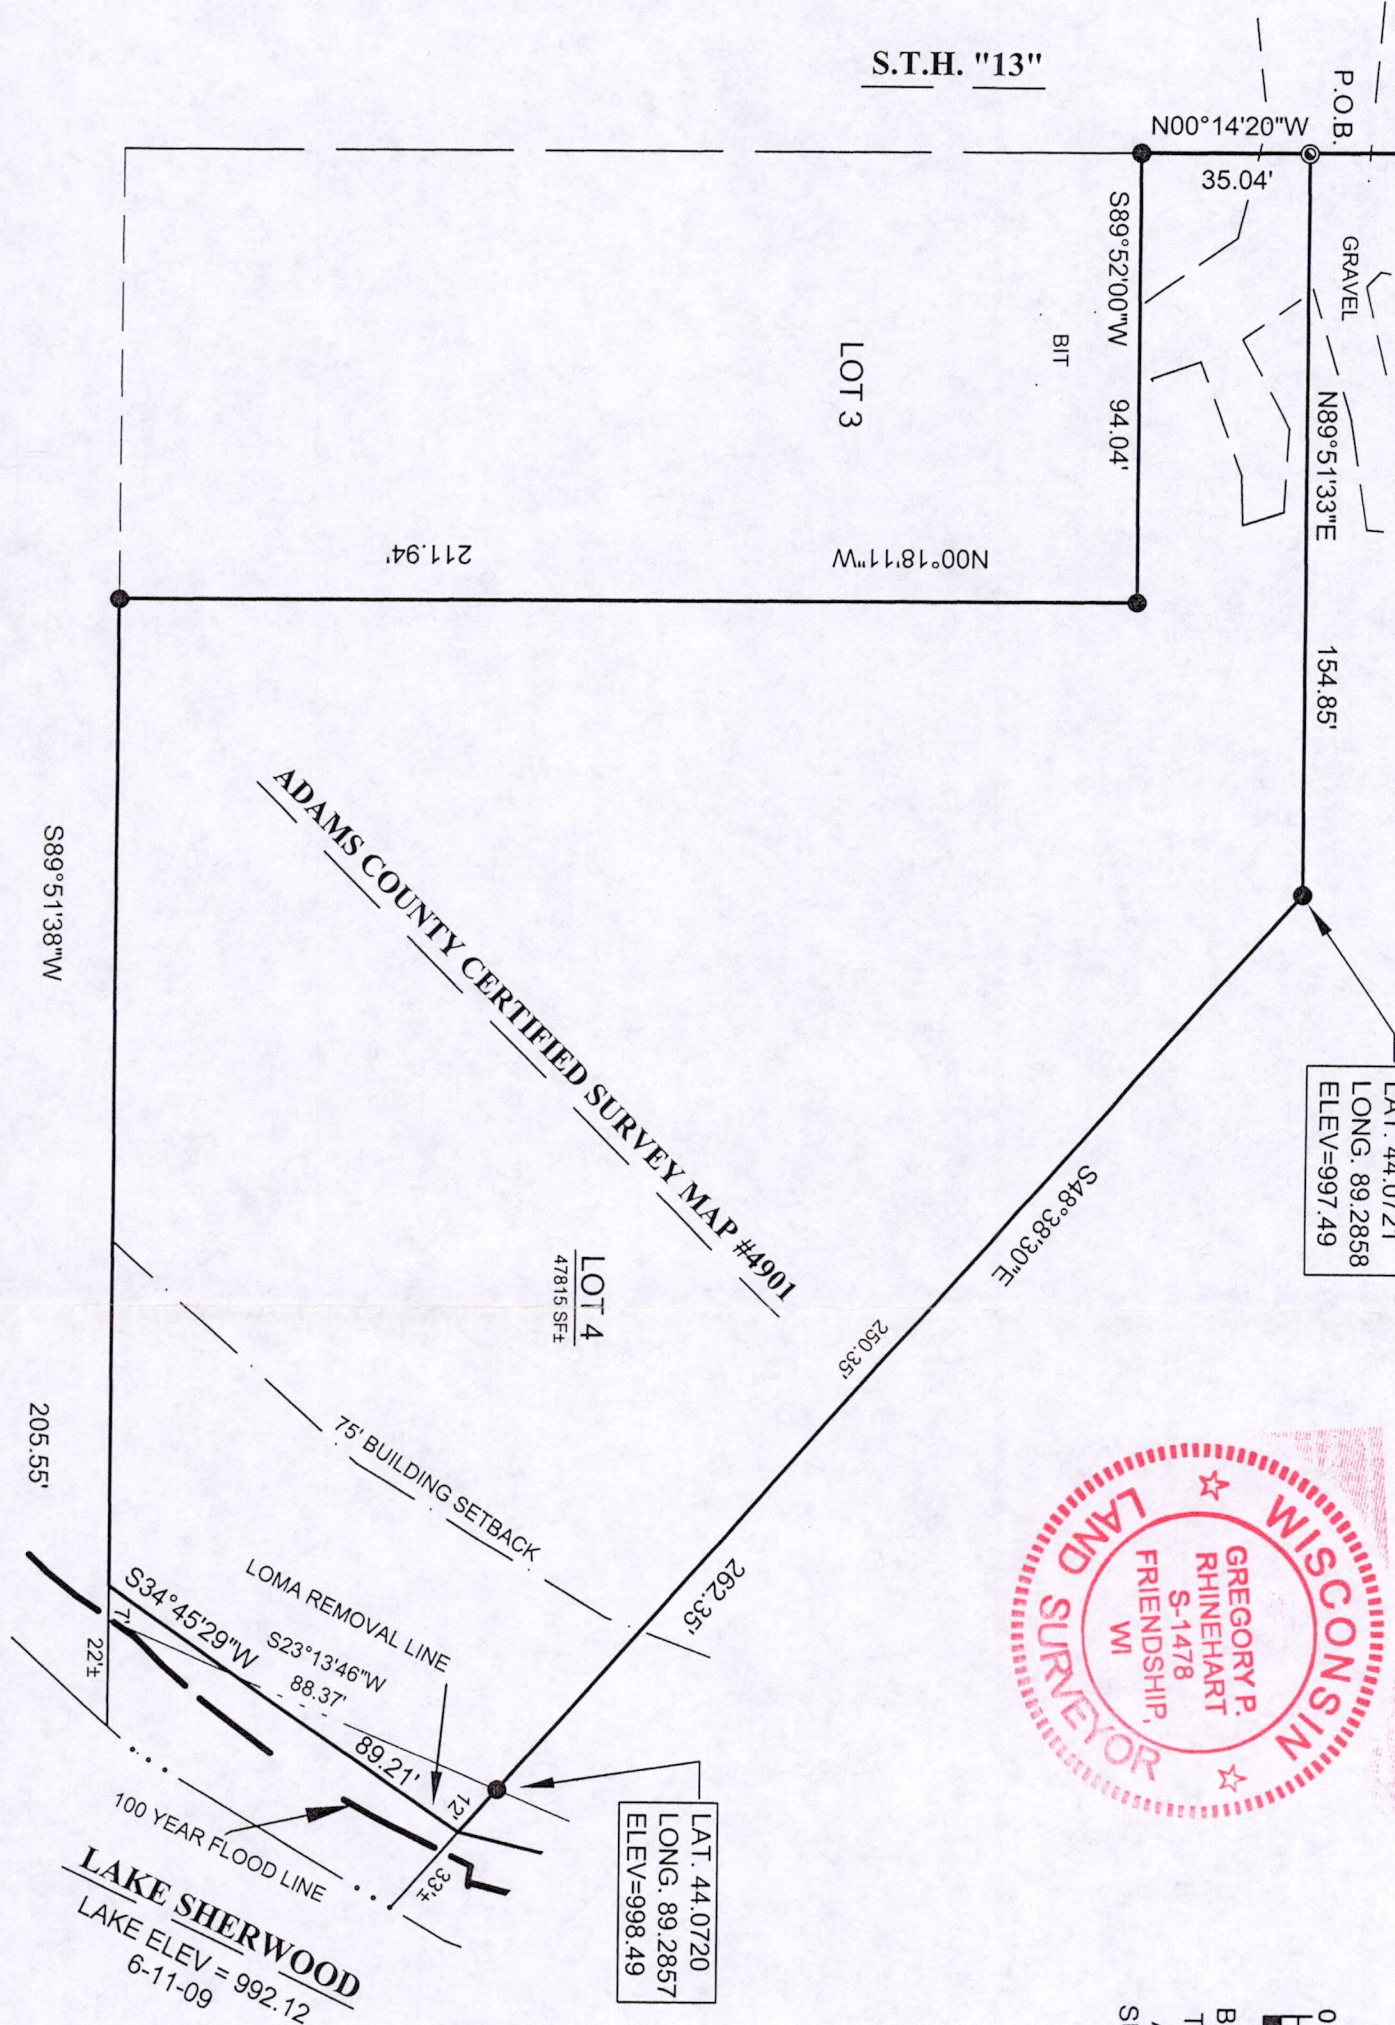 S.T.H. "13"
N00°14'20"W
P.O.B.
35.04'
GRAVEL
S89°52'00"W 94.04'
N89°51'33"E 154.85'
BIT
LOT 3
N00°18'11"W 211.94'
LAT. 44.0721
LONG. 89.2858
ELEV=997.49
ADAMS COUNTY CERTIFIED SURVEY MAP #4901
S48°38'30"E
250.35'
262.35'
LOT 4
47815 SF±
S89°51'38"W 205.55'
75' BUILDING SETBACK
LOMA REMOVAL LINE
S23°13'46"W
88.37'
S34°45'29"W 89.21'
7'
22'±
12'
33'±
100 YEAR FLOOD LINE
LAKE SHERWOOD
LAKE ELEV = 992.12
6-11-09
LAT. 44.0720
LONG. 89.2857
ELEV=998.49
WISCONSIN
GREGORY P.
RHINEHART
S-1478
FRIENDSHIP,
WI
LAND SURVEYOR